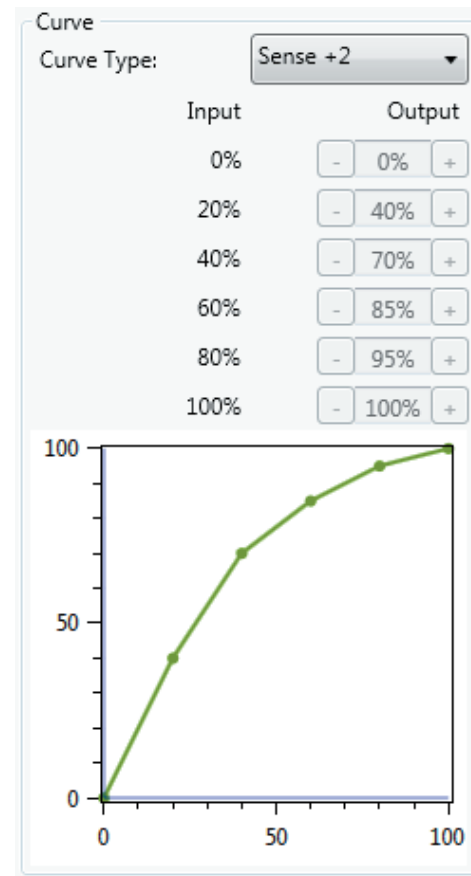 Curve
Curve Type: Sense +2
Input Output
0% - 0% +
20% - 40% +
40% - 70% +
60% - 85% +
80% - 95% +
100% - 100% +
100
50
0
0 50 100